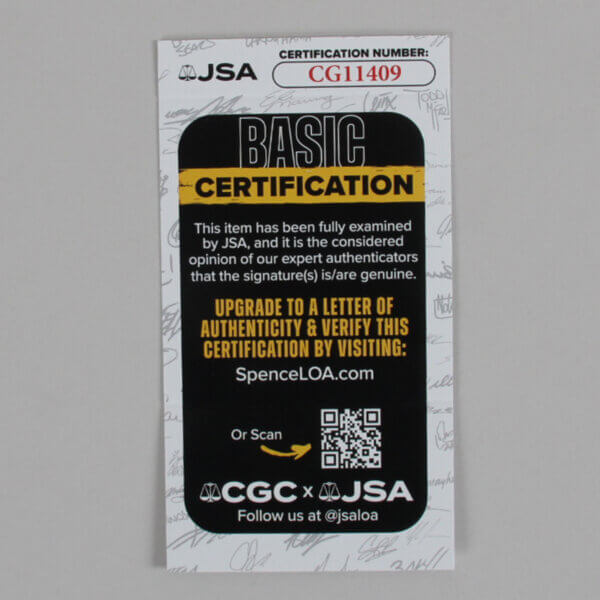 JSA
CERTIFICATION NUMBER:
CG11409
BASIC
CERTIFICATION
This item has been fully examined
by JSA, and it is the considered
opinion of our expert authenticators
that the signature(s) is/are genuine.
UPGRADE TO A LETTER OF
AUTHENTICITY & VERIFY THIS
CERTIFICATION BY VISITING:
SpenceLOA.com
Or Scan
CGC x JSA
Follow us at @jsaloa